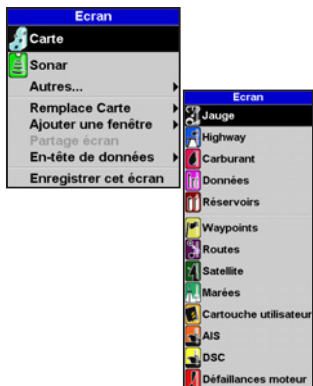 Ecran
Carte
Sonar
Autres...
Remplace Carte
Ajouter une fenêtre
Partage écran
En-tête de données
Enregistrer cet écran
Ecran
Jauge
Highway
Carburant
Données
Réservoirs
Waypoints
Routes
Satellite
Marées
Cartouche utilisateur
AIS
DSC
Défaillances moteur